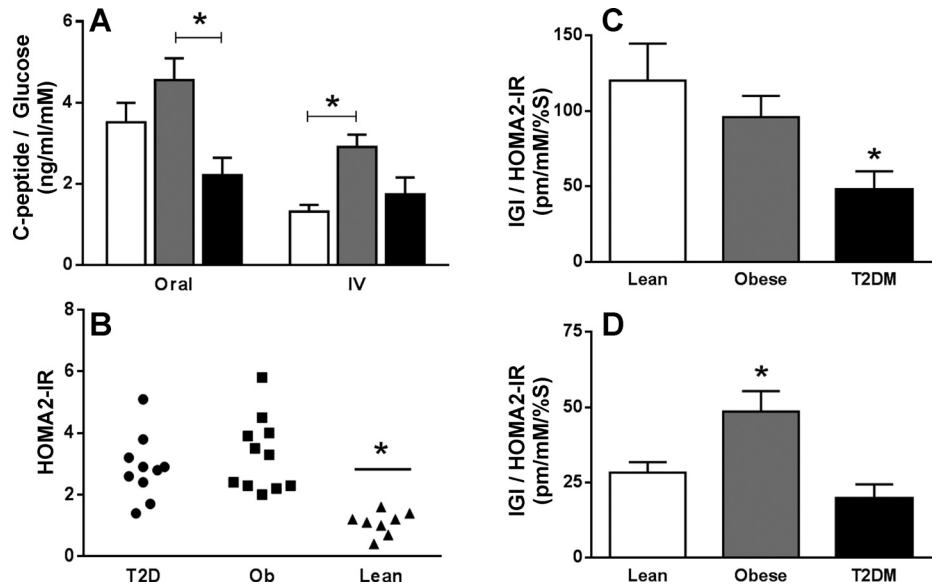 A
C-peptide / Glucose
(ng/ml/mM)
6
4
2
0
*
*
Oral IV
B
HOMA2-IR
8
6
4
2
0
*
T2D Ob Lean
C
IGI / HOMA2-IR
(pm/mM/%S)
150
100
50
0
*
Lean Obese T2DM
D
IGI / HOMA2-IR
(pm/mM/%S)
75
50
25
0
*
Lean Obese T2DM